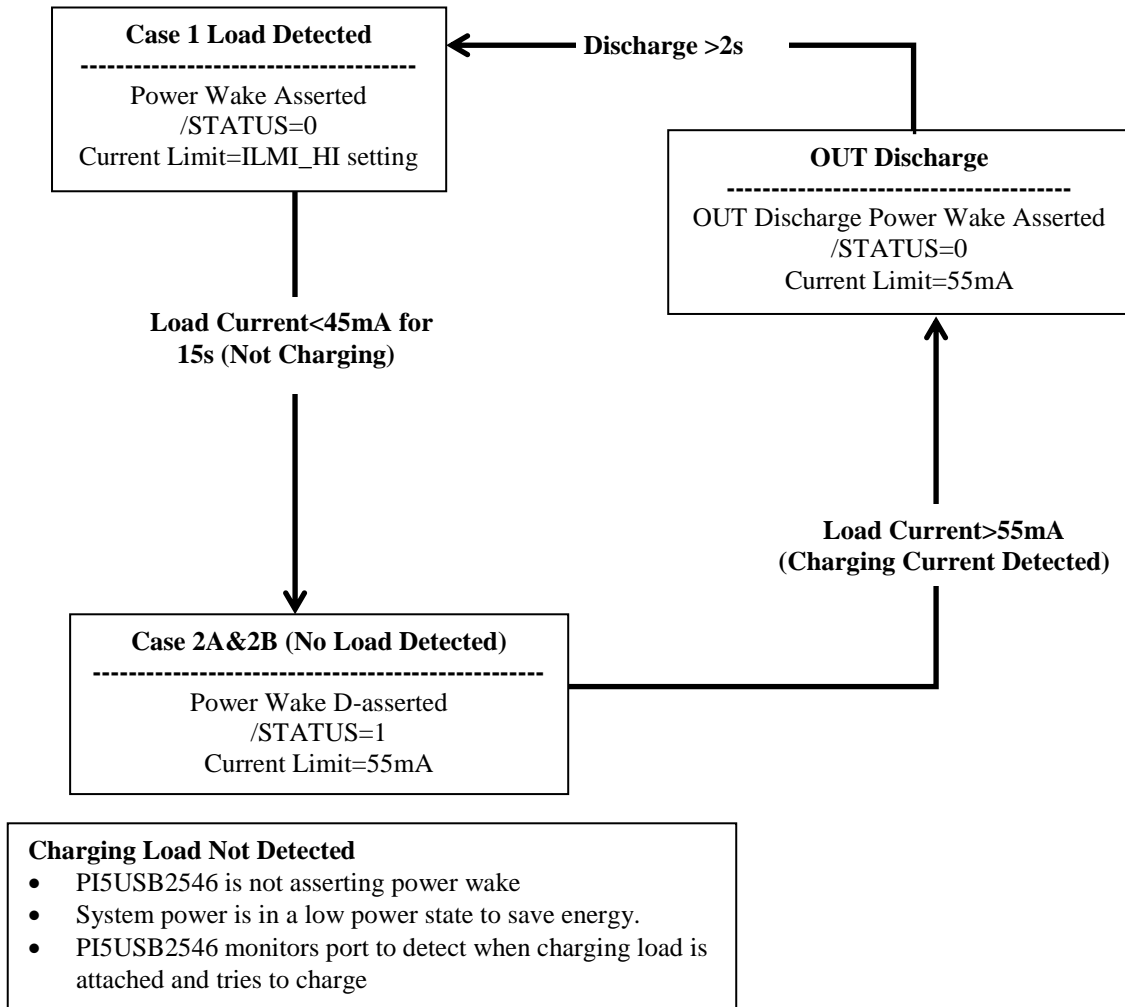 Case 1 Load Detected
----------------------------------------
Power Wake Asserted
/STATUS=0
Current Limit=ILMI_HI setting
Discharge >2s
OUT Discharge
-----------------------------------------
OUT Discharge Power Wake Asserted
/STATUS=0
Current Limit=55mA
Load Current<45mA for
15s (Not Charging)
Load Current>55mA
(Charging Current Detected)
Case 2A&2B (No Load Detected)
------------------------------------------------------
Power Wake D-asserted
/STATUS=1
Current Limit=55mA
Charging Load Not Detected
• PI5USB2546 is not asserting power wake
• System power is in a low power state to save energy.
• PI5USB2546 monitors port to detect when charging load is
attached and tries to charge